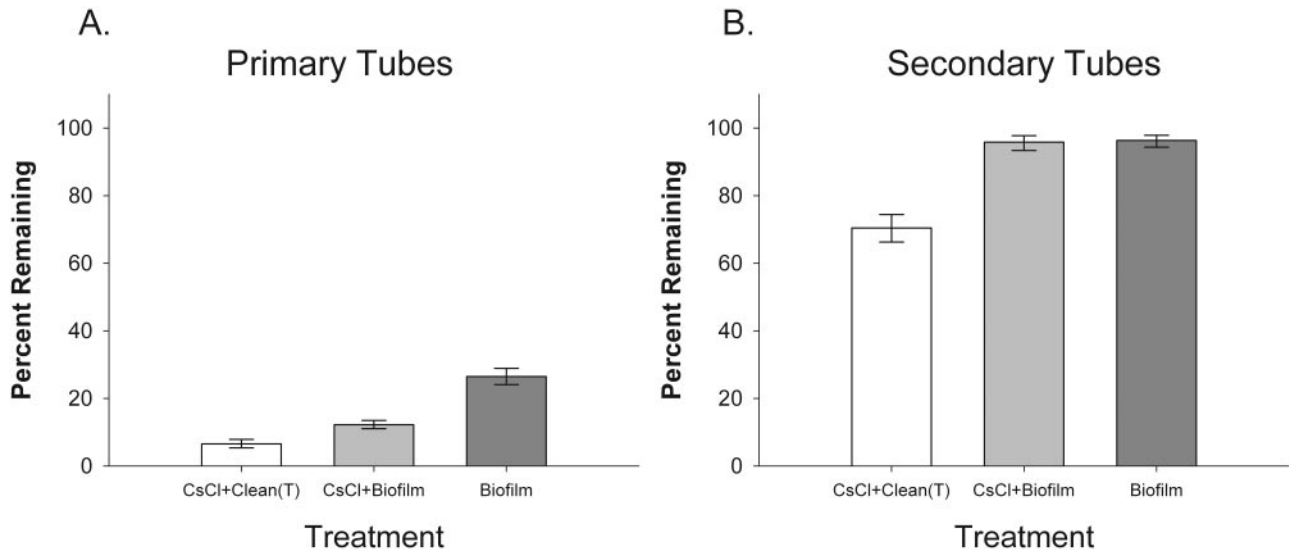 A.
Primary Tubes
Percent Remaining
100
80
60
40
20
0
CsCl+Clean(T) CsCl+Biofilm Biofilm
Treatment
B.
Secondary Tubes
Percent Remaining
100
80
60
40
20
0
CsCl+Clean(T) CsCl+Biofilm Biofilm
Treatment